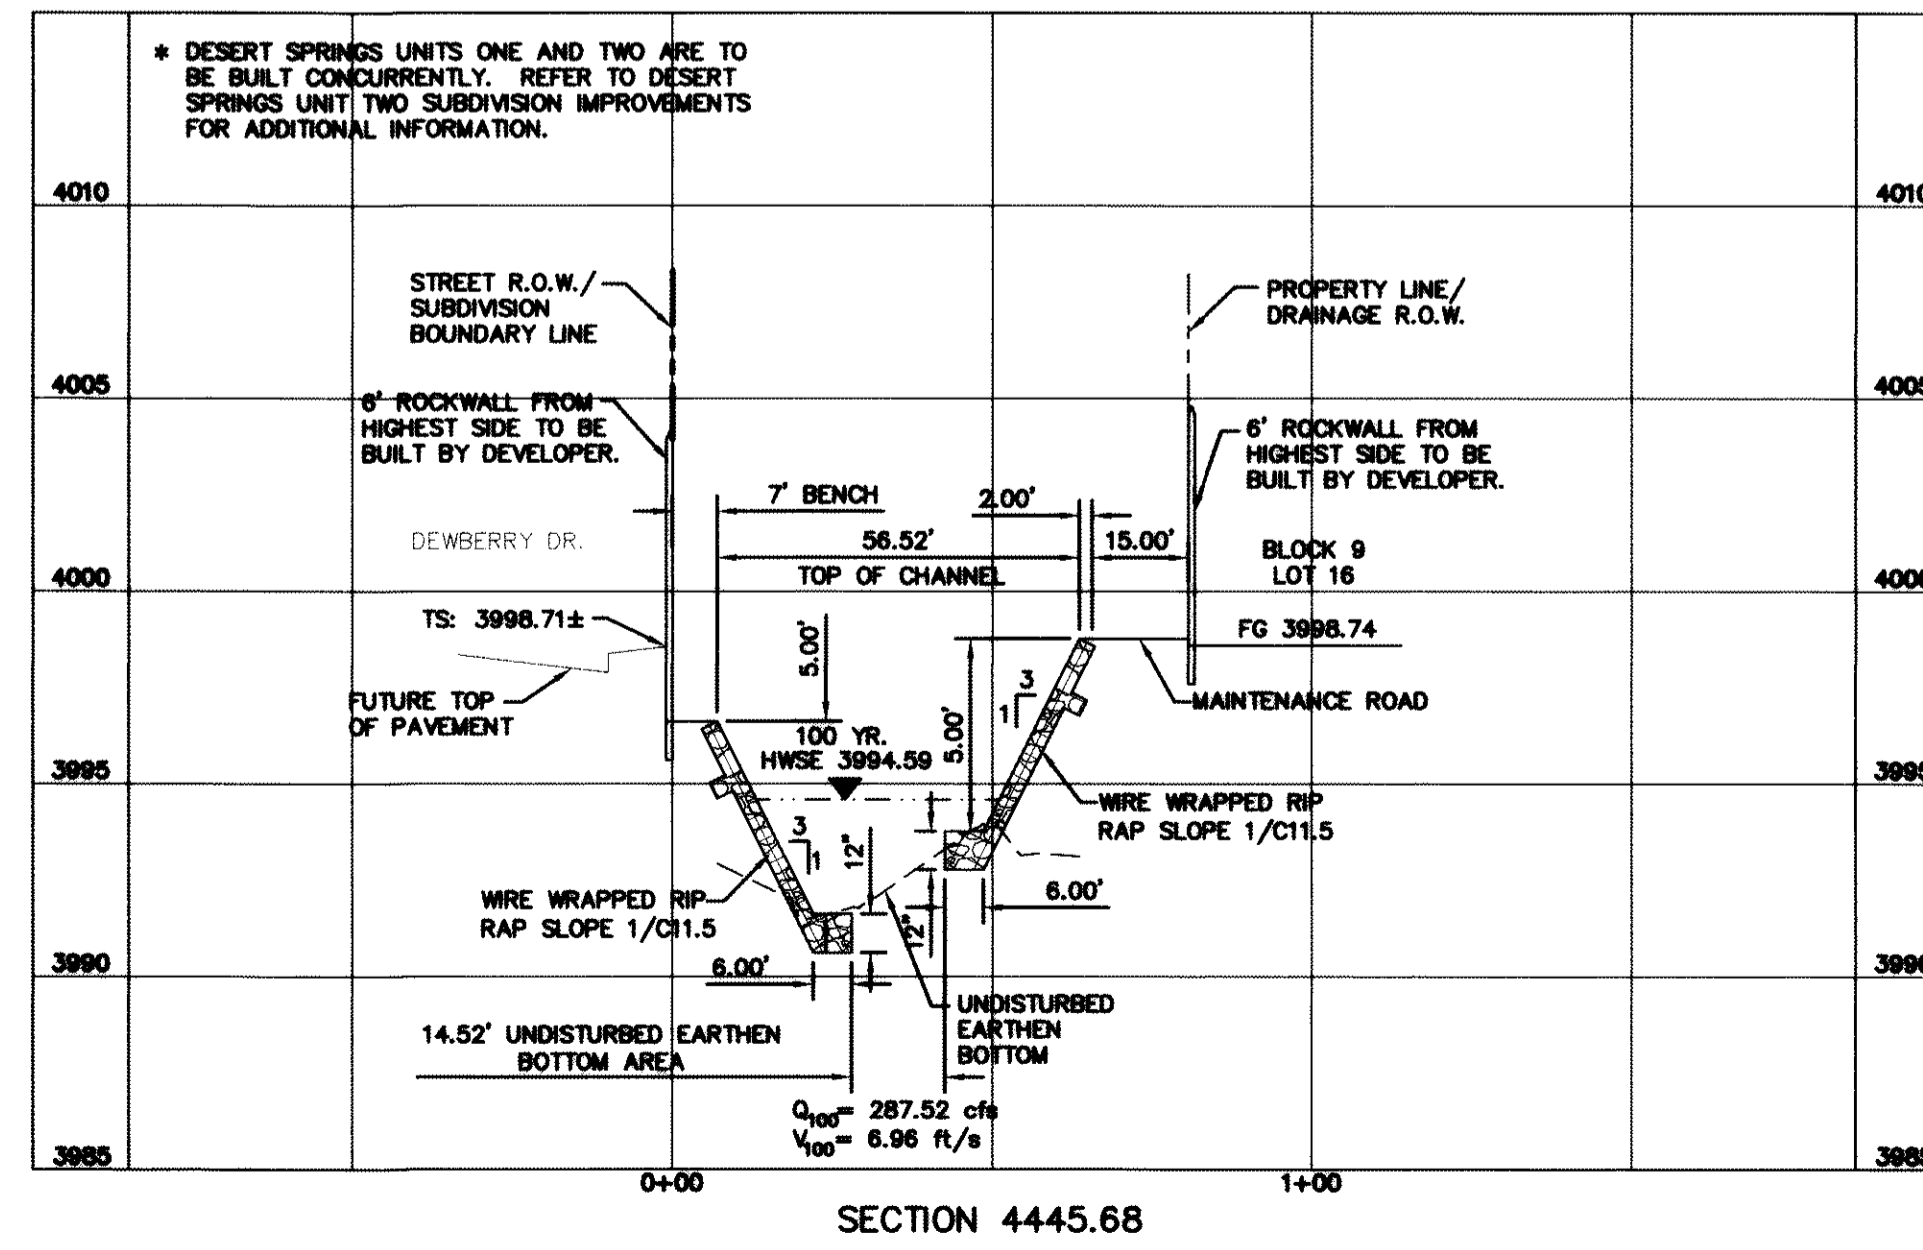 * DESERT SPRINGS UNITS ONE AND TWO ARE TO
BE BUILT CONCURRENTLY. REFER TO DESERT
SPRINGS UNIT TWO SUBDIVISION IMPROVEMENTS
FOR ADDITIONAL INFORMATION.
4010
4010
STREET R.O.W./
SUBDIVISION
BOUNDARY LINE
PROPERTY LINE/
DRAINAGE R.O.W.
4005
4005
6' ROCKWALL FROM
HIGHEST SIDE TO BE
BUILT BY DEVELOPER.
6' ROCKWALL FROM
HIGHEST SIDE TO BE
BUILT BY DEVELOPER.
7' BENCH
2.00'
DEWBERRY DR.
56.52'
15.00'
TOP OF CHANNEL
BLOCK 9
LOT 16
4000
4000
TS: 3998.71±
5.00'
FG 3998.74
FUTURE TOP
OF PAVEMENT
3
1
5.00'
MAINTENANCE ROAD
100 YR.
HWSE 3994.59
3995
3995
WIRE WRAPPED RIP
RAP SLOPE 1/C11.5
3
1
12"
WIRE WRAPPED RIP
RAP SLOPE 1/C11.5
6.00'
12"
6.00'
3990
3990
UNDISTURBED
EARTHEN
BOTTOM
14.52' UNDISTURBED EARTHEN
BOTTOM AREA
Q100= 287.52 cfs
V100= 6.96 ft/s
3985
3985
0+00
1+00
SECTION 4445.68